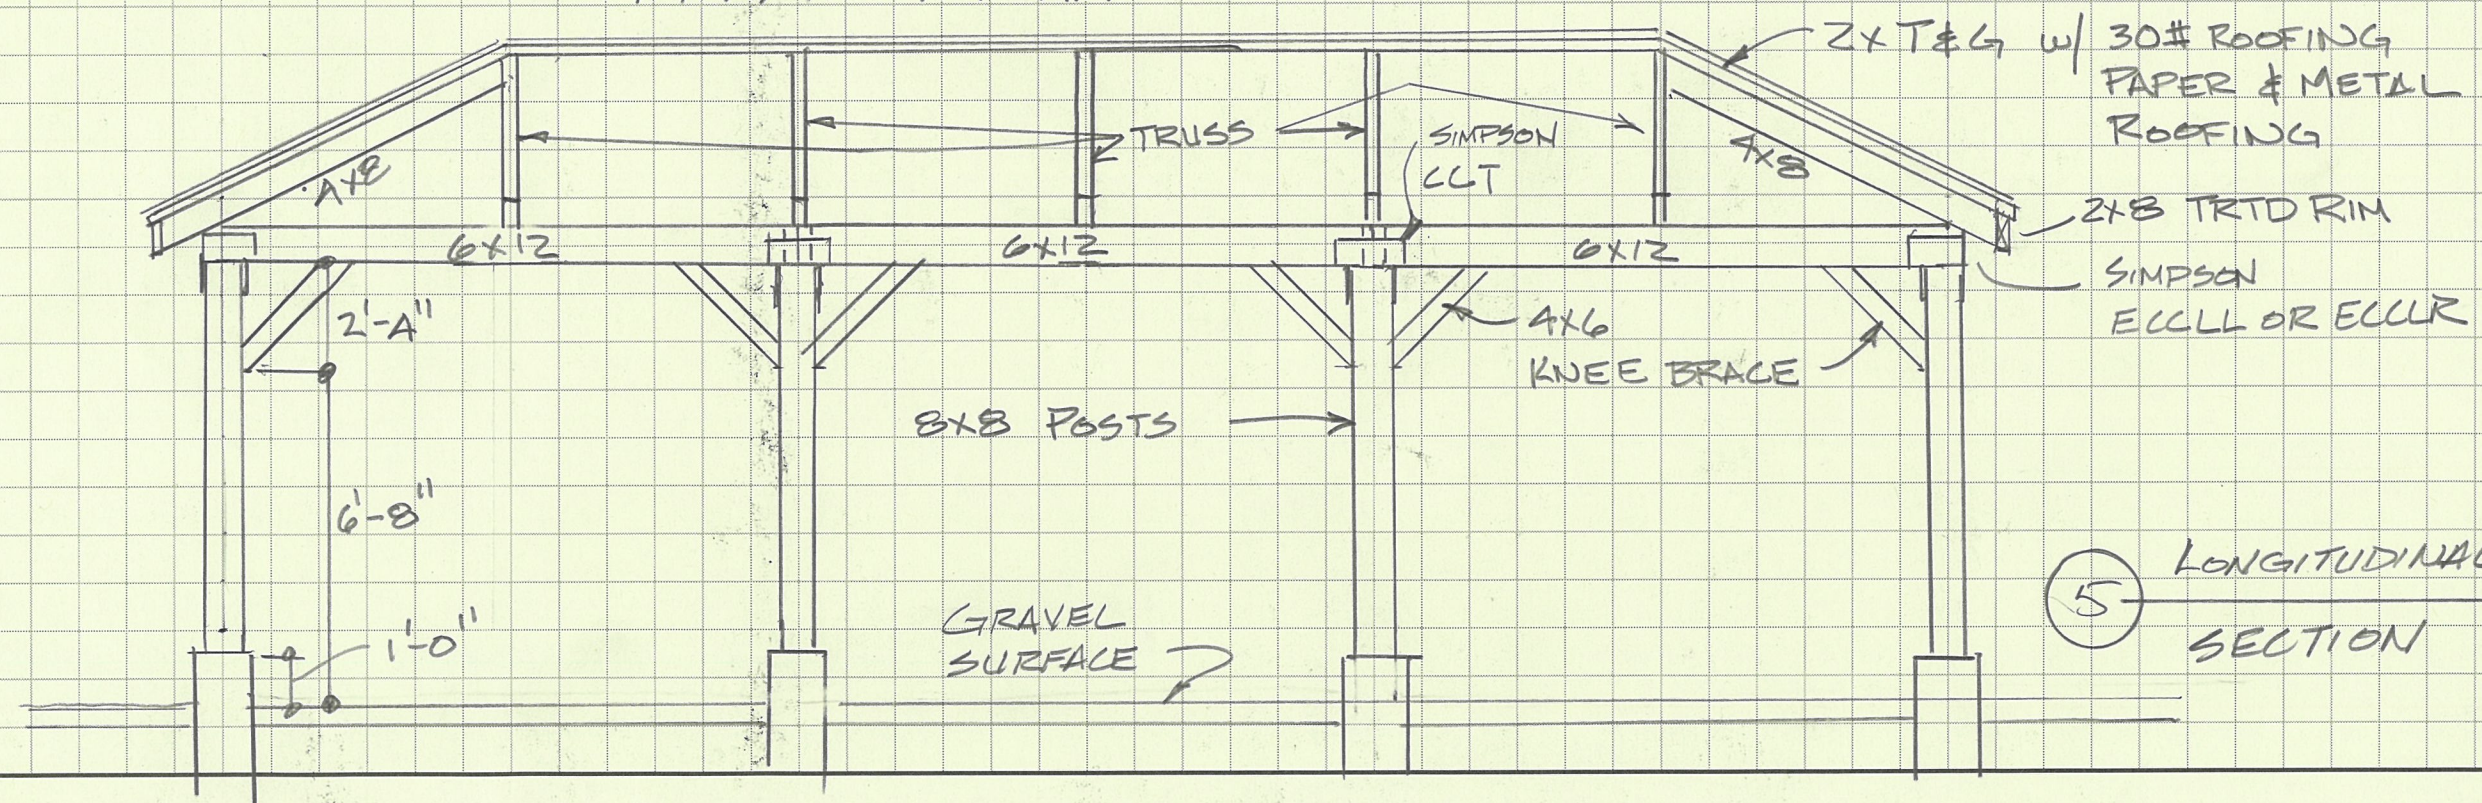 2X T&G w/ 30# ROOFING
PAPER & METAL
ROOFING
TRUSS
SIMPSON
CCT
4X8
4X8
2X8 TRTD RIM
6X12
6X12
6X12
SIMPSON
ECCLL OR ECCLR
2'-4"
4X6
KNEE BRACE
8X8 POSTS
6'-8"
1'-0"
GRAVEL
SURFACE
5
LONGITUDINAL
SECTION